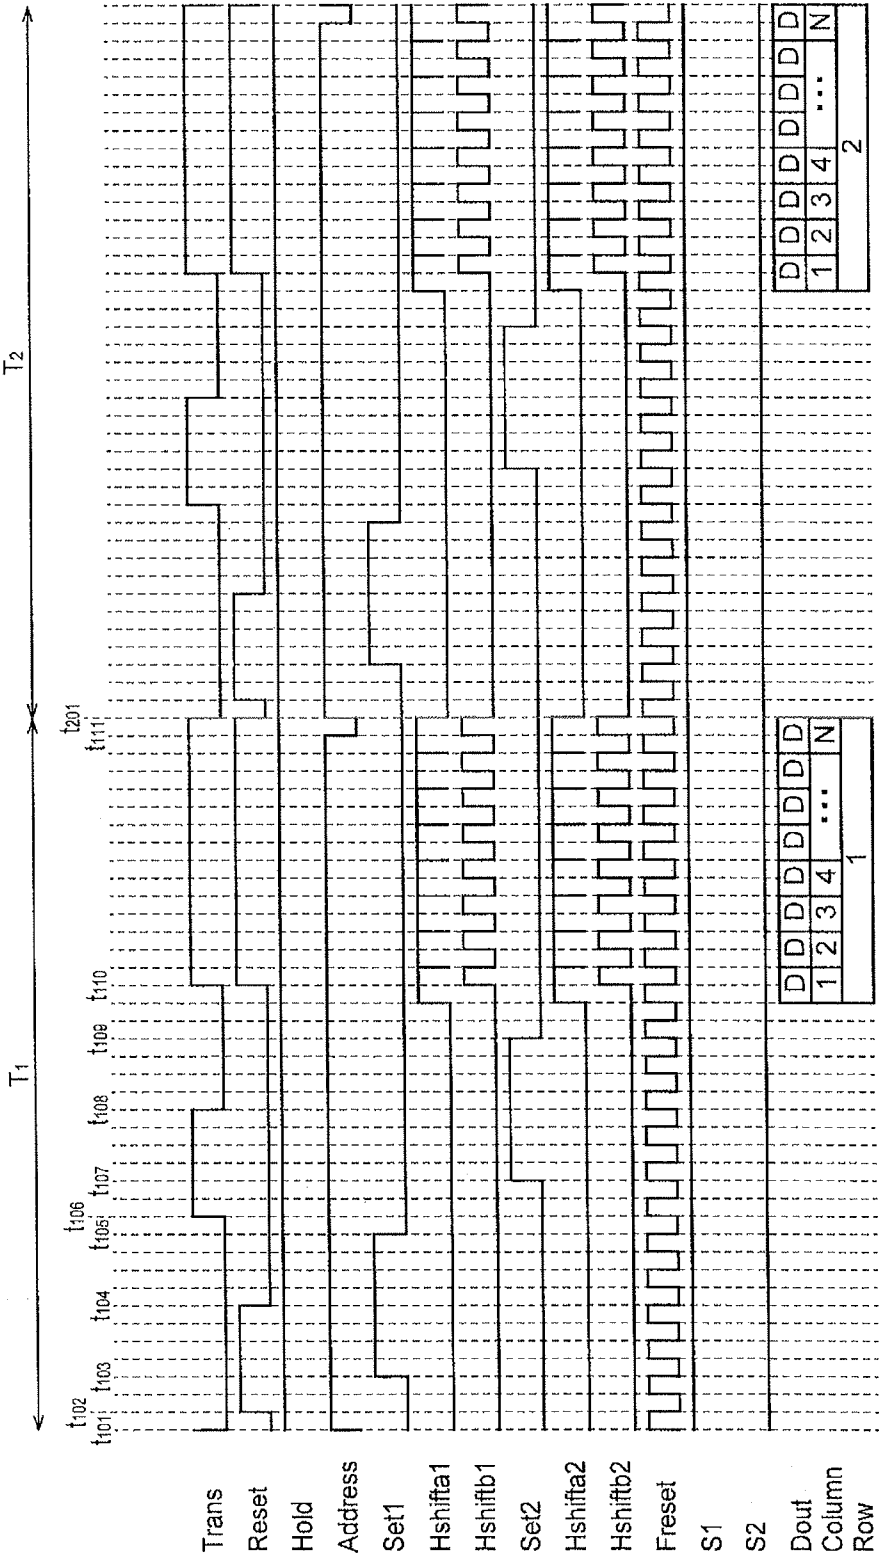 T1
T2
t101
t102
t103
t104
t105
t106
t107
t108
t109
t110
t111
t201
Trans
Reset
Hold
Address
Set1
Hshifta1
Hshiftb1
Set2
Hshifta2
Hshiftb2
Freset
S1
S2
Dout D D D D D D D D D D D D D D D D
Column 1 2 3 4 ... N 1 2 3 4 ... N
Row 1 2